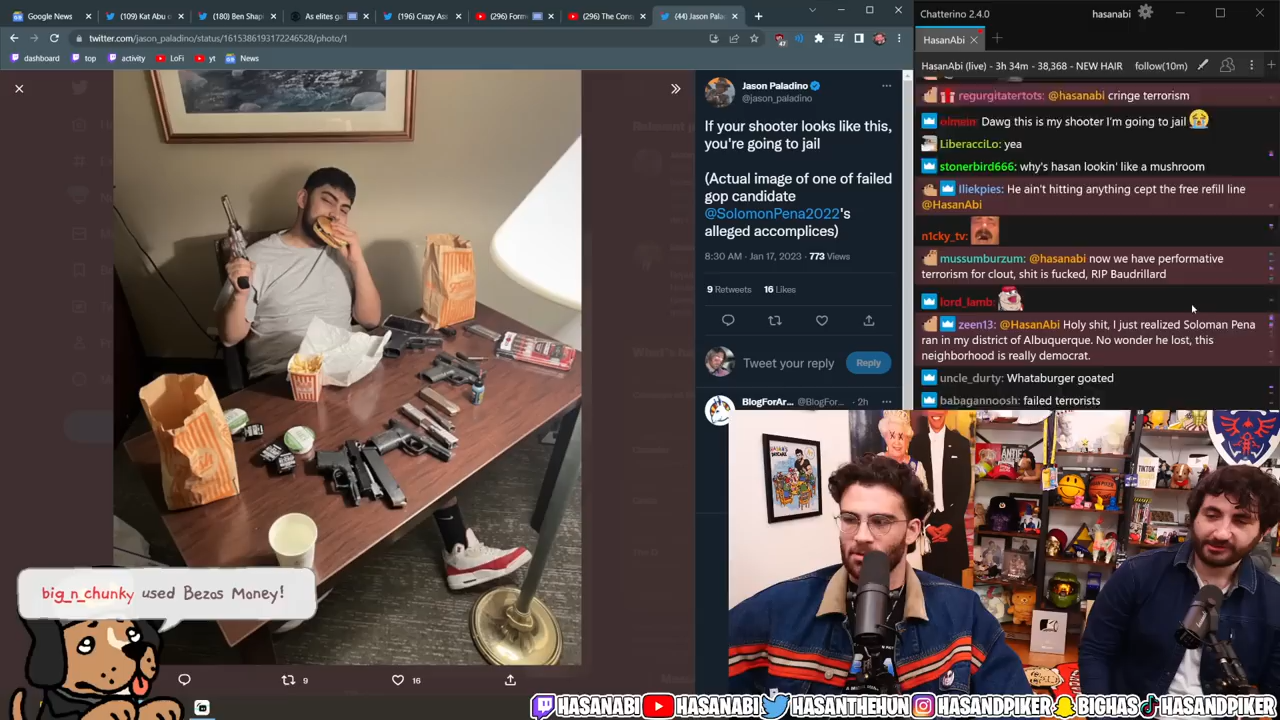 Google News
(109) Kat Abu o
(180) Ben Shap
As elites ga
(196) Crazy Ass
(296) Form
(296) The Con
(44) Jason Pala
twitter.com/jason_paladino/status/1615386193172246528/photo/1
47
dashboard
top
activity
LoFi
yt
News
Jason Paladino
@jason_paladino
If your shooter looks like this,
you're going to jail
(Actual image of one of failed
gop candidate
@SolomonPena2022's
alleged accomplices)
8:30 AM · Jan 17, 2023 · 773 Views
9 Retweets 16 Likes
Tweet your reply
Reply
BlogForAr... @BlogFor... · 2h
9
16
Chatterino 2.4.0
hasanabi
HasanAbi
HasanAbi (live) - 3h 34m - 38,368 - NEW HAIR
follow(10m)
regurgitatertots: @hasanabi cringe terrorism
elmwin: Dawg this is my shooter I'm going to jail
LiberacciLo: yea
stonerbird666: why's hasan lookin' like a mushroom
Illiekpies: He ain't hitting anything cept the free refill line
@HasanAbi
n1cky_tv:
mussumburzum: @hasanabi now we have performative
terrorism for clout, shit is fucked, RIP Baudrillard
lord_lamb:
zeen13: @HasanAbi Holy shit, I just realized Soloman Pena
ran in my district of Albuquerque. No wonder he lost, this
neighborhood is really democrat.
uncle_durty: Whataburger goated
babagannoosh: failed terrorists
TIKTOK
big_n_chunky used Bezos Money!
HASANABI
HASANABI
HASANTHEHUN
HASANDPIKER
BIGHAS
HASANDPIKER